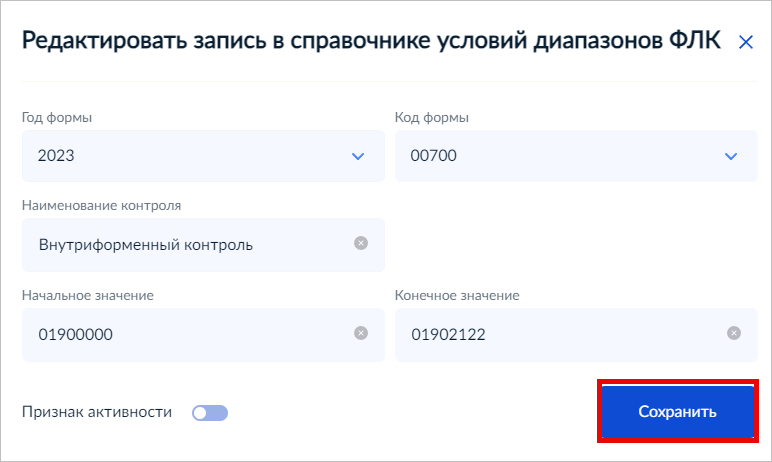 Редактировать запись в справочнике условий диапазонов ФЛК
Год формы
Код формы
2023
00700
Наименование контроля
Внутриформенный контроль
Начальное значение
Конечное значение
01900000
01902122
Признак активности
Сохранить